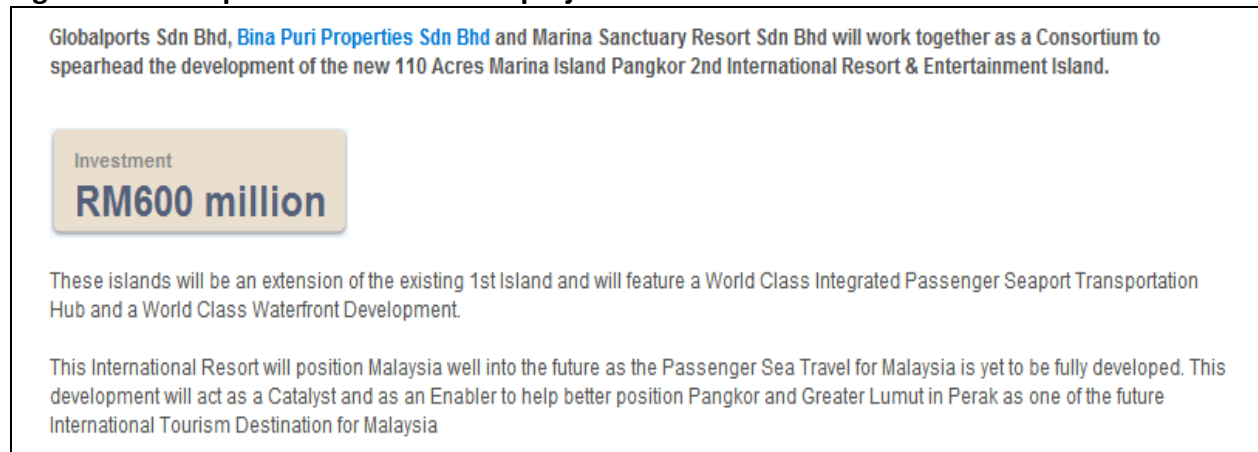 Globalports Sdn Bhd, Bina Puri Properties Sdn Bhd and Marina Sanctuary Resort Sdn Bhd will work together as a Consortium to
spearhead the development of the new 110 Acres Marina Island Pangkor 2nd International Resort & Entertainment Island.
Investment
RM600 million
These islands will be an extension of the existing 1st Island and will feature a World Class Integrated Passenger Seaport Transportation
Hub and a World Class Waterfront Development.
This International Resort will position Malaysia well into the future as the Passenger Sea Travel for Malaysia is yet to be fully developed. This
development will act as a Catalyst and as an Enabler to help better position Pangkor and Greater Lumut in Perak as one of the future
International Tourism Destination for Malaysia